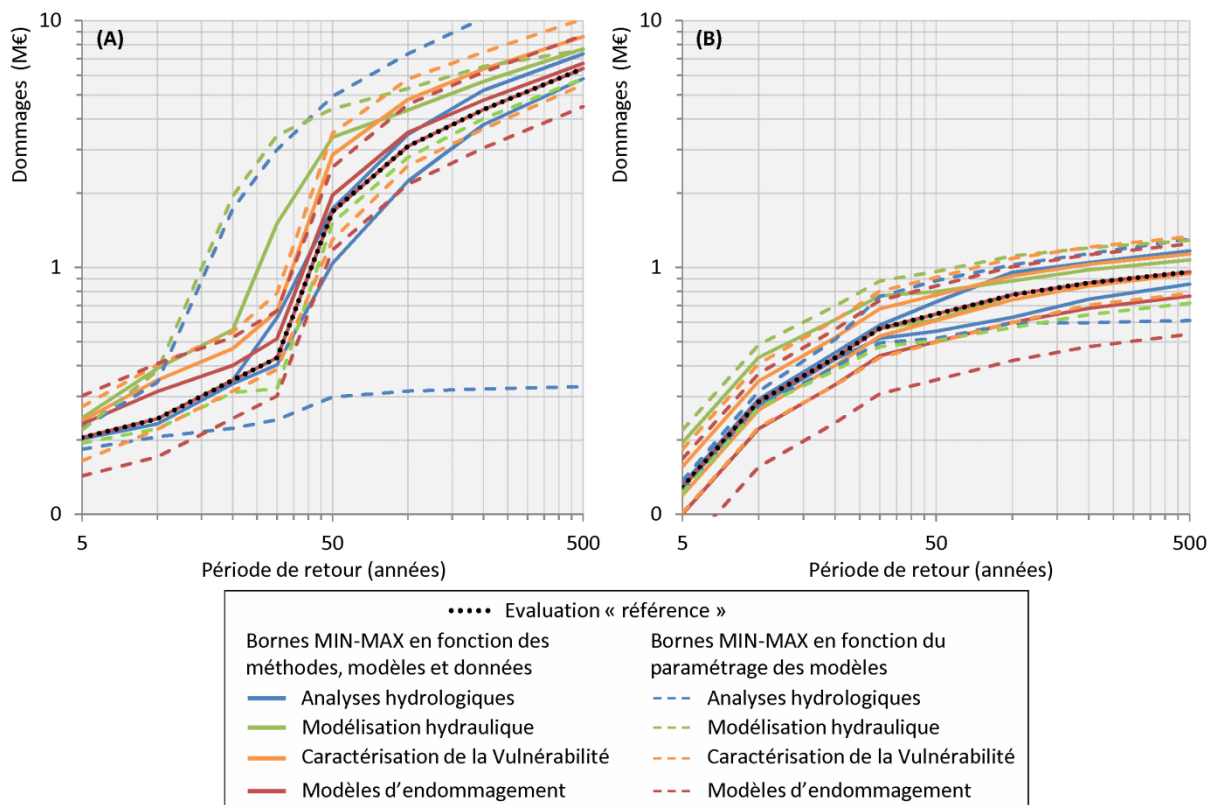 10
(A)
Dommages (M€)
1
0
5
50
500
Période de retour (années)
10
(B)
Dommages (M€)
1
0
5
50
500
Période de retour (années)
Evaluation « référence »
Bornes MIN-MAX en fonction des
méthodes, modèles et données
Analyses hydrologiques
Modélisation hydraulique
Caractérisation de la Vulnérabilité
Modèles d’endommagement
Bornes MIN-MAX en fonction du
paramétrage des modèles
Analyses hydrologiques
Modélisation hydraulique
Caractérisation de la Vulnérabilité
Modèles d’endommagement